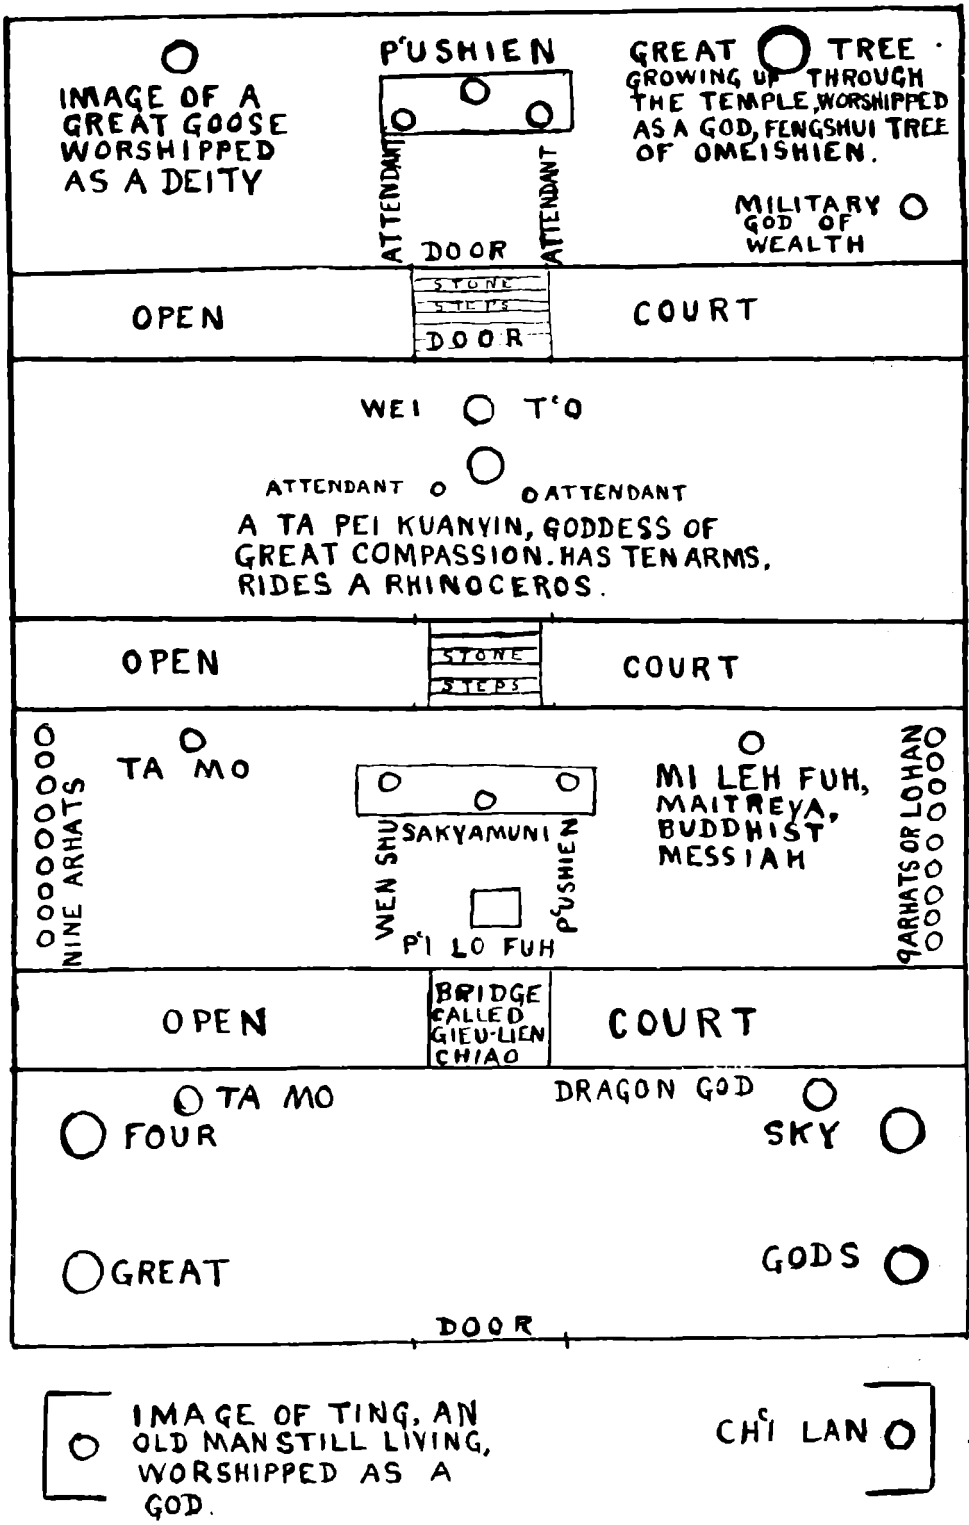 IMAGE OF A
GREAT GOOSE
WORSHIPPED
AS A DEITY
PʿUSHIEN
ATTENDANT
ATTENDANT
DOOR
GREAT TREE
GROWING UP THROUGH
THE TEMPLE, WORSHIPPED
AS A GOD, FENGSHUI TREE
OF OMEISHIEN.
MILITARY
GOD OF
WEALTH
OPEN
STONE
STEPS
DOOR
COURT
WEI TʿO
ATTENDANT
ATTENDANT
A TA PEI KUANYIN, GODDESS OF
GREAT COMPASSION. HAS TEN ARMS,
RIDES A RHINOCEROS.
OPEN
STONE
STEPS
COURT
NINE ARHATS
TA MO
WEN SHU
SAKYAMUNI
PʿUSHIEN
PʿI LO FUH
MI LEH FUH,
MAITREYA,
BUDDHIST
MESSIAH
9 ARHATS OR LOHAN
OPEN
BRIDGE
CALLED
GIEU-LIEN
CHIAO
COURT
TA MO
DRAGON GOD
FOUR
SKY
GREAT
GODS
DOOR
IMAGE OF TING, AN
OLD MAN STILL LIVING,
WORSHIPPED AS A
GOD.
CHʿI LAN